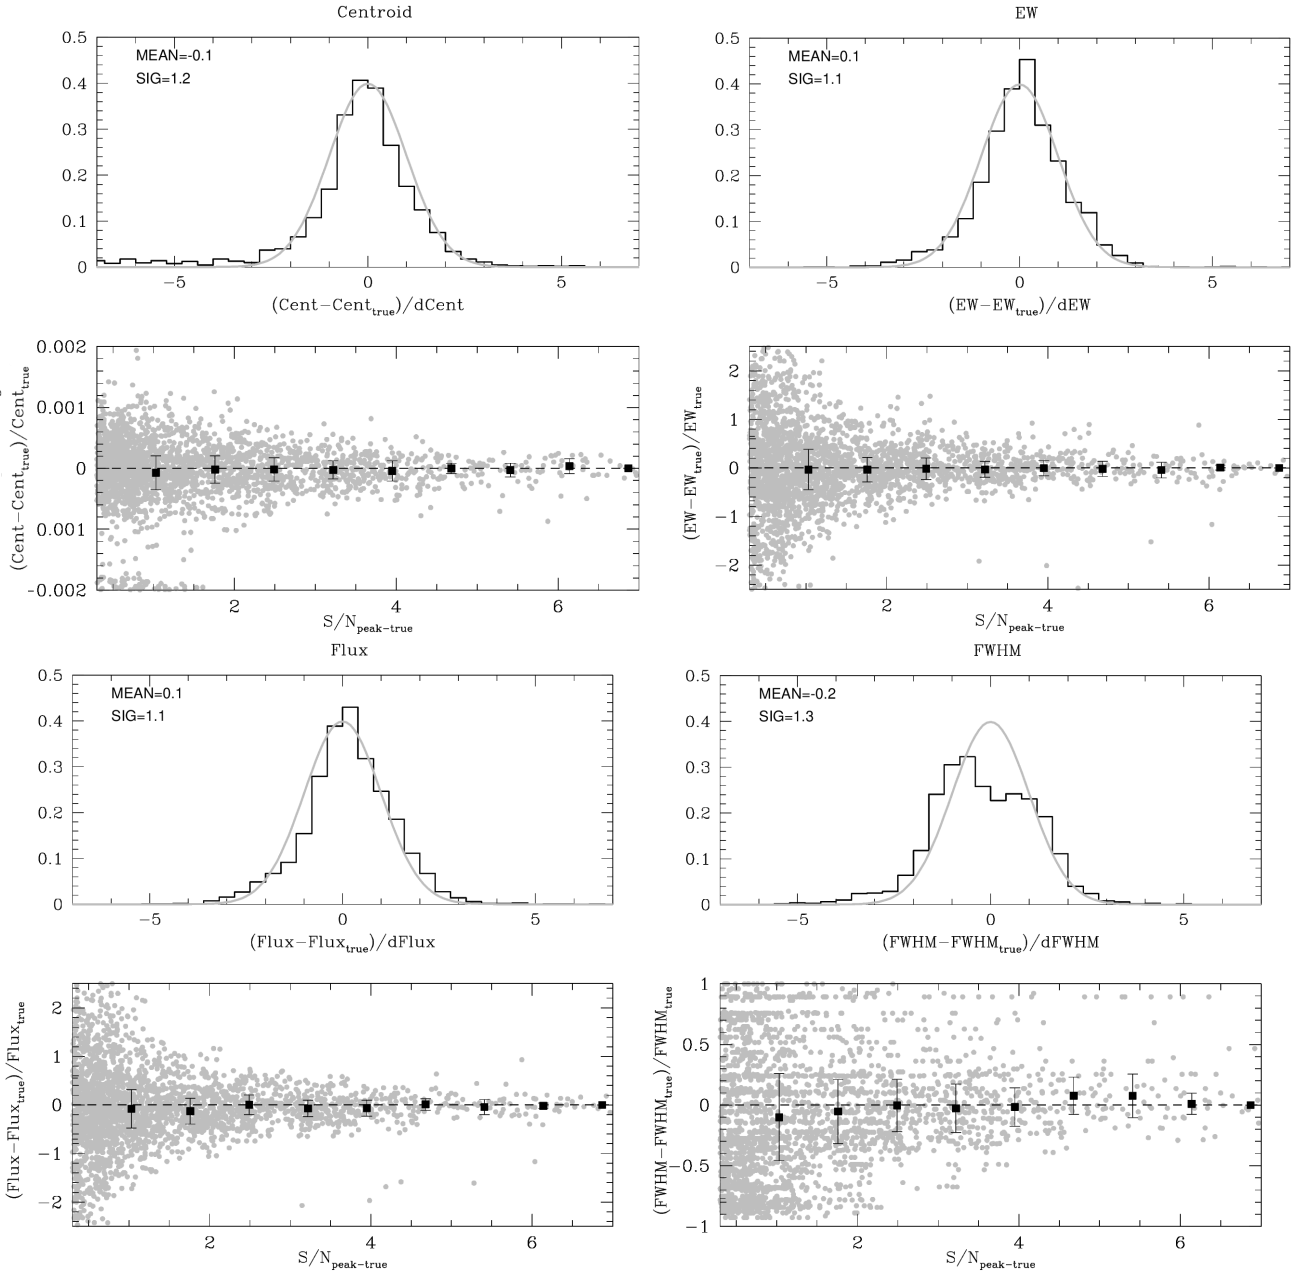 Centroid
EW
0.5
0.4
0.3
0.2
0.1
0
MEAN=-0.1
SIG=1.2
-5 0 5
(Cent-Cent_true)/dCent
0.5
0.4
0.3
0.2
0.1
0
MEAN=0.1
SIG=1.1
-5 0 5
(EW-EW_true)/dEW
(Cent-Cent_true)/Cent_true
0.002
0.001
0
0.001
-0.002
2 4 6
S/N_peak-true
(EW-EW_true)/EW_true
2
1
0
-1
-2
2 4 6
S/N_peak-true
Flux
FWHM
0.5
0.4
0.3
0.2
0.1
0
MEAN=0.1
SIG=1.1
-5 0 5
(Flux-Flux_true)/dFlux
0.5
0.4
0.3
0.2
0.1
0
MEAN=-0.2
SIG=1.3
-5 0 5
(FWHM-FWHM_true)/dFWHM
(Flux-Flux_true)/Flux_true
2
1
0
-1
-2
2 4 6
S/N_peak-true
(FWHM-FWHM_true)/FWHM_true
1
0.5
0
-0.5
-1
2 4 6
S/N_peak-true